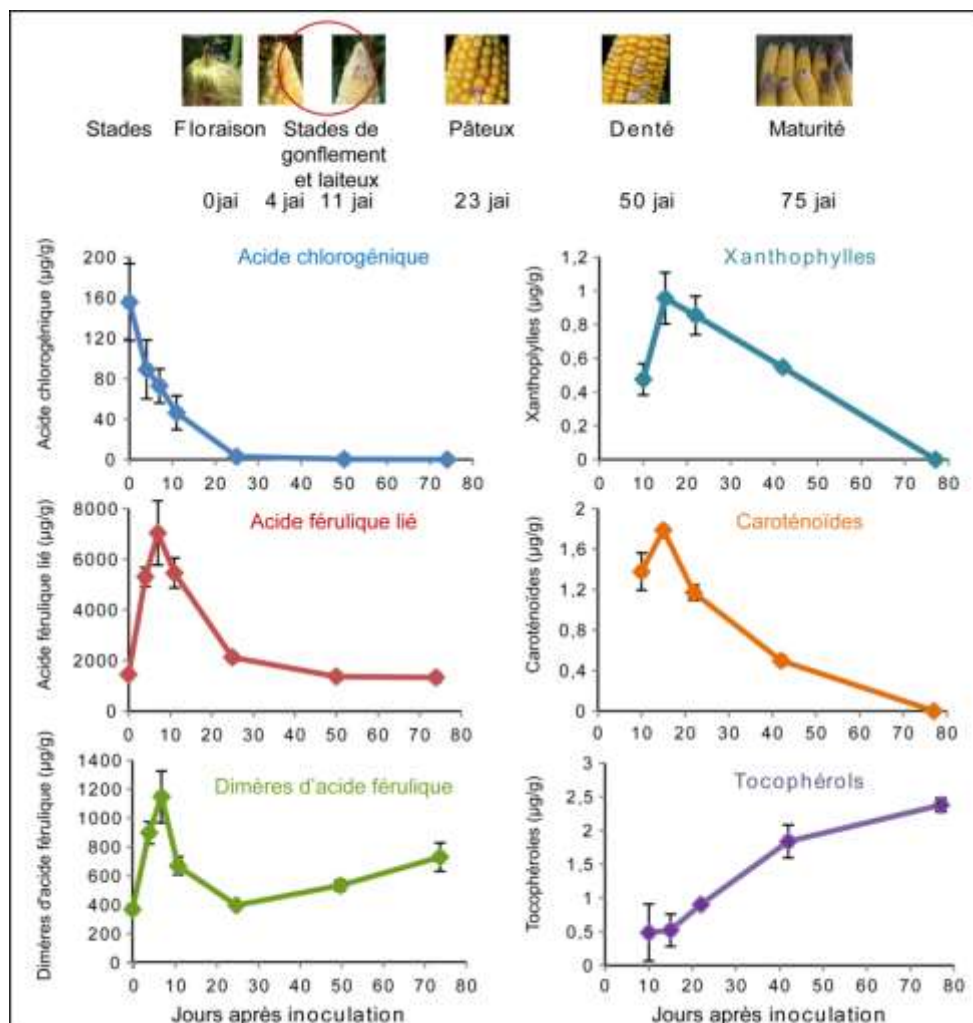 Stades Floraison Stades de Pâteux Denté Maturité
gonflement
et laiteux
0 jai 4 jai 11 jai 23 jai 50 jai 75 jai
Acide chlorogénique
Acide chlorogénique (µg/g)
200
160
120
80
40
0
0 10 20 30 40 50 60 70 80
Xanthophylles
Xanthopylles (µg/g)
1,2
1
0,8
0,6
0,4
0,2
0
0 10 20 30 40 50 60 70 80
Acide férulique lié
Acide férulique lié (µg/g)
8000
6000
4000
2000
0
0 10 20 30 40 50 60 70 80
Caroténoïdes
Caroténoïdes (µg/g)
2
1,6
1,2
0,8
0,4
0
0 10 20 30 40 50 60 70 80
Dimères d'acide férulique
Dimères d'acide férulique (µg/g)
1400
1200
1000
800
600
400
200
0
0 10 20 30 40 50 60 70 80
Jours après inoculation
Tocophérols
Tocophéroles (µg/g)
3
2,5
2
1,5
1
0,5
0
0 10 20 30 40 50 60 70 80
Jours après inoculation